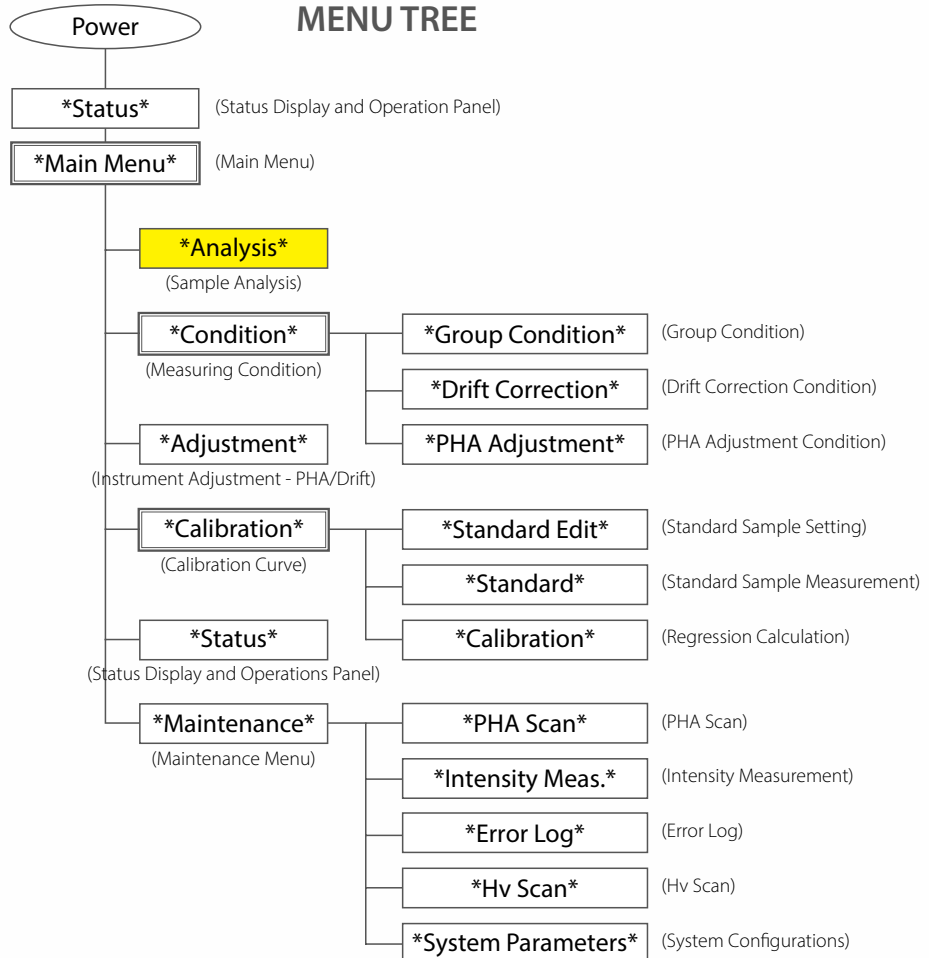 MENU TREE
Power
*Status* (Status Display and Operation Panel)
*Main Menu* (Main Menu)
*Analysis*
(Sample Analysis)
*Condition*
(Measuring Condition)
*Group Condition* (Group Condition)
*Drift Correction* (Drift Correction Condition)
*PHA Adjustment* (PHA Adjustment Condition)
*Adjustment*
(Instrument Adjustment - PHA/Drift)
*Calibration*
(Calibration Curve)
*Standard Edit* (Standard Sample Setting)
*Standard* (Standard Sample Measurement)
*Calibration* (Regression Calculation)
*Status*
(Status Display and Operations Panel)
*Maintenance*
(Maintenance Menu)
*PHA Scan* (PHA Scan)
*Intensity Meas.* (Intensity Measurement)
*Error Log* (Error Log)
*Hv Scan* (Hv Scan)
*System Parameters* (System Configurations)